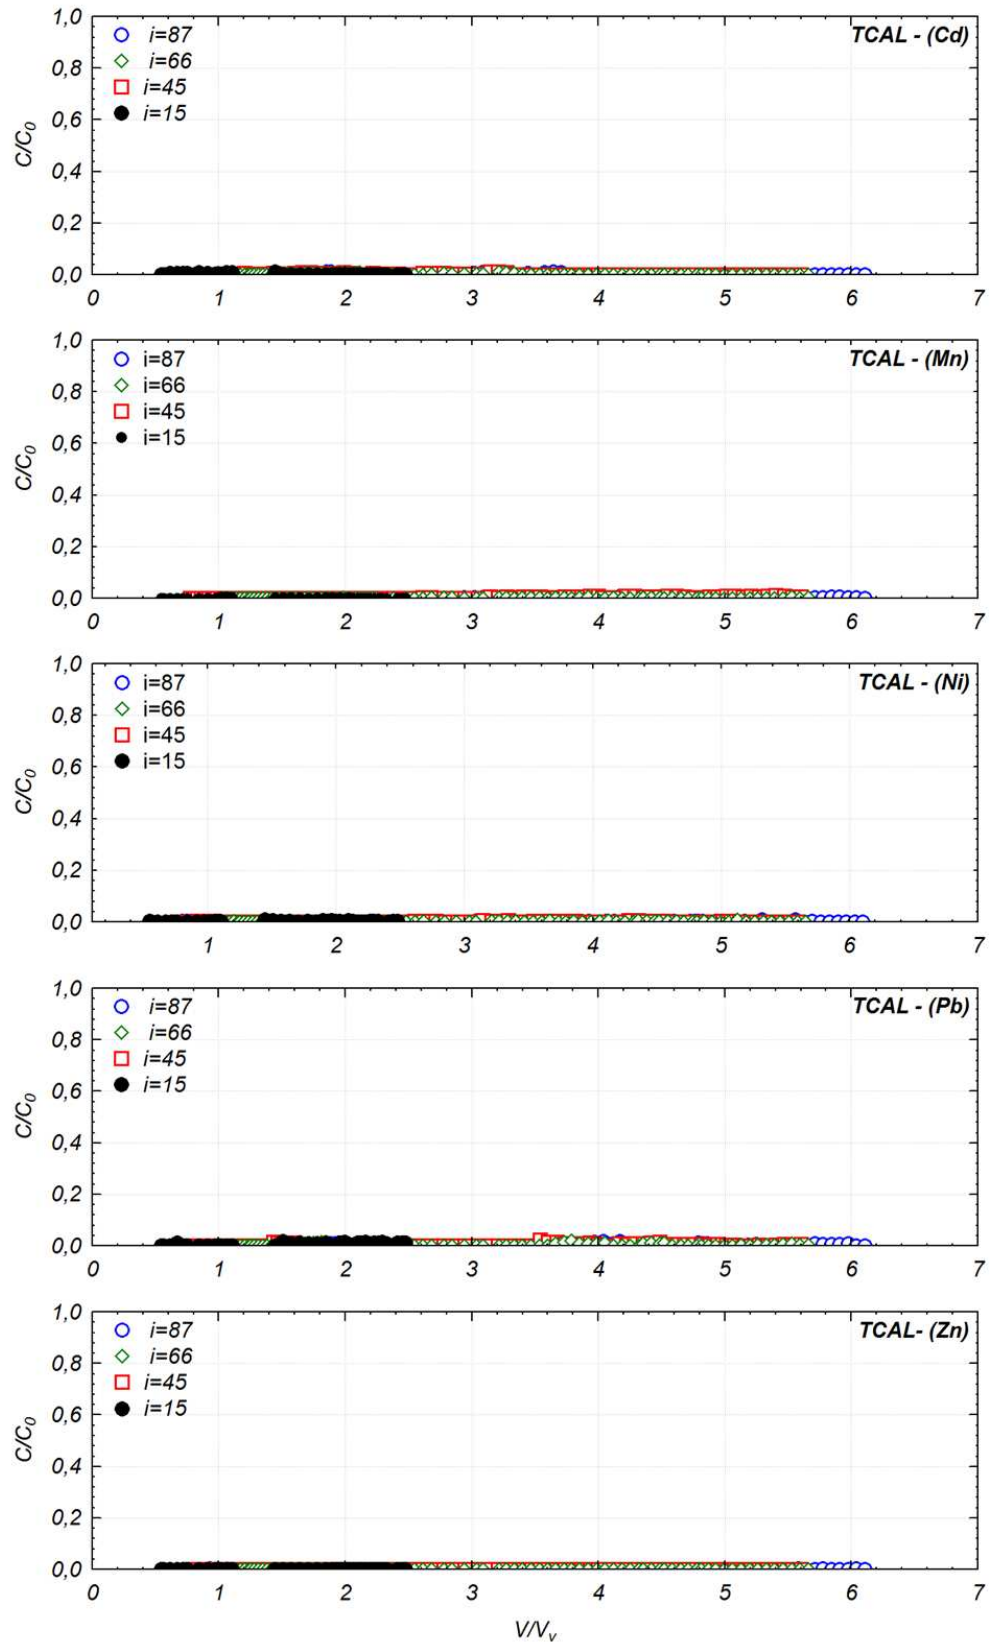 1,0
i=87 TCAL - (Cd)
0,8 i=66
i=45
0,6 i=15
C/C0
0,4
0,2
0,0
0 1 2 3 4 5 6 7
1,0
i=87 TCAL - (Mn)
0,8 i=66
i=45
0,6 i=15
C/C0
0,4
0,2
0,0
0 1 2 3 4 5 6 7
1,0
i=87 TCAL - (Ni)
0,8 i=66
i=45
0,6 i=15
C/C0
0,4
0,2
0,0
1 2 3 4 5 6 7
1,0
i=87 TCAL - (Pb)
0,8 i=66
i=45
0,6 i=15
C/C0
0,4
0,2
0,0
0 1 2 3 4 5 6 7
1,0
i=87 TCAL- (Zn)
0,8 i=66
i=45
0,6 i=15
C/C0
0,4
0,2
0,0
0 1 2 3 4 5 6 7
V/Vv